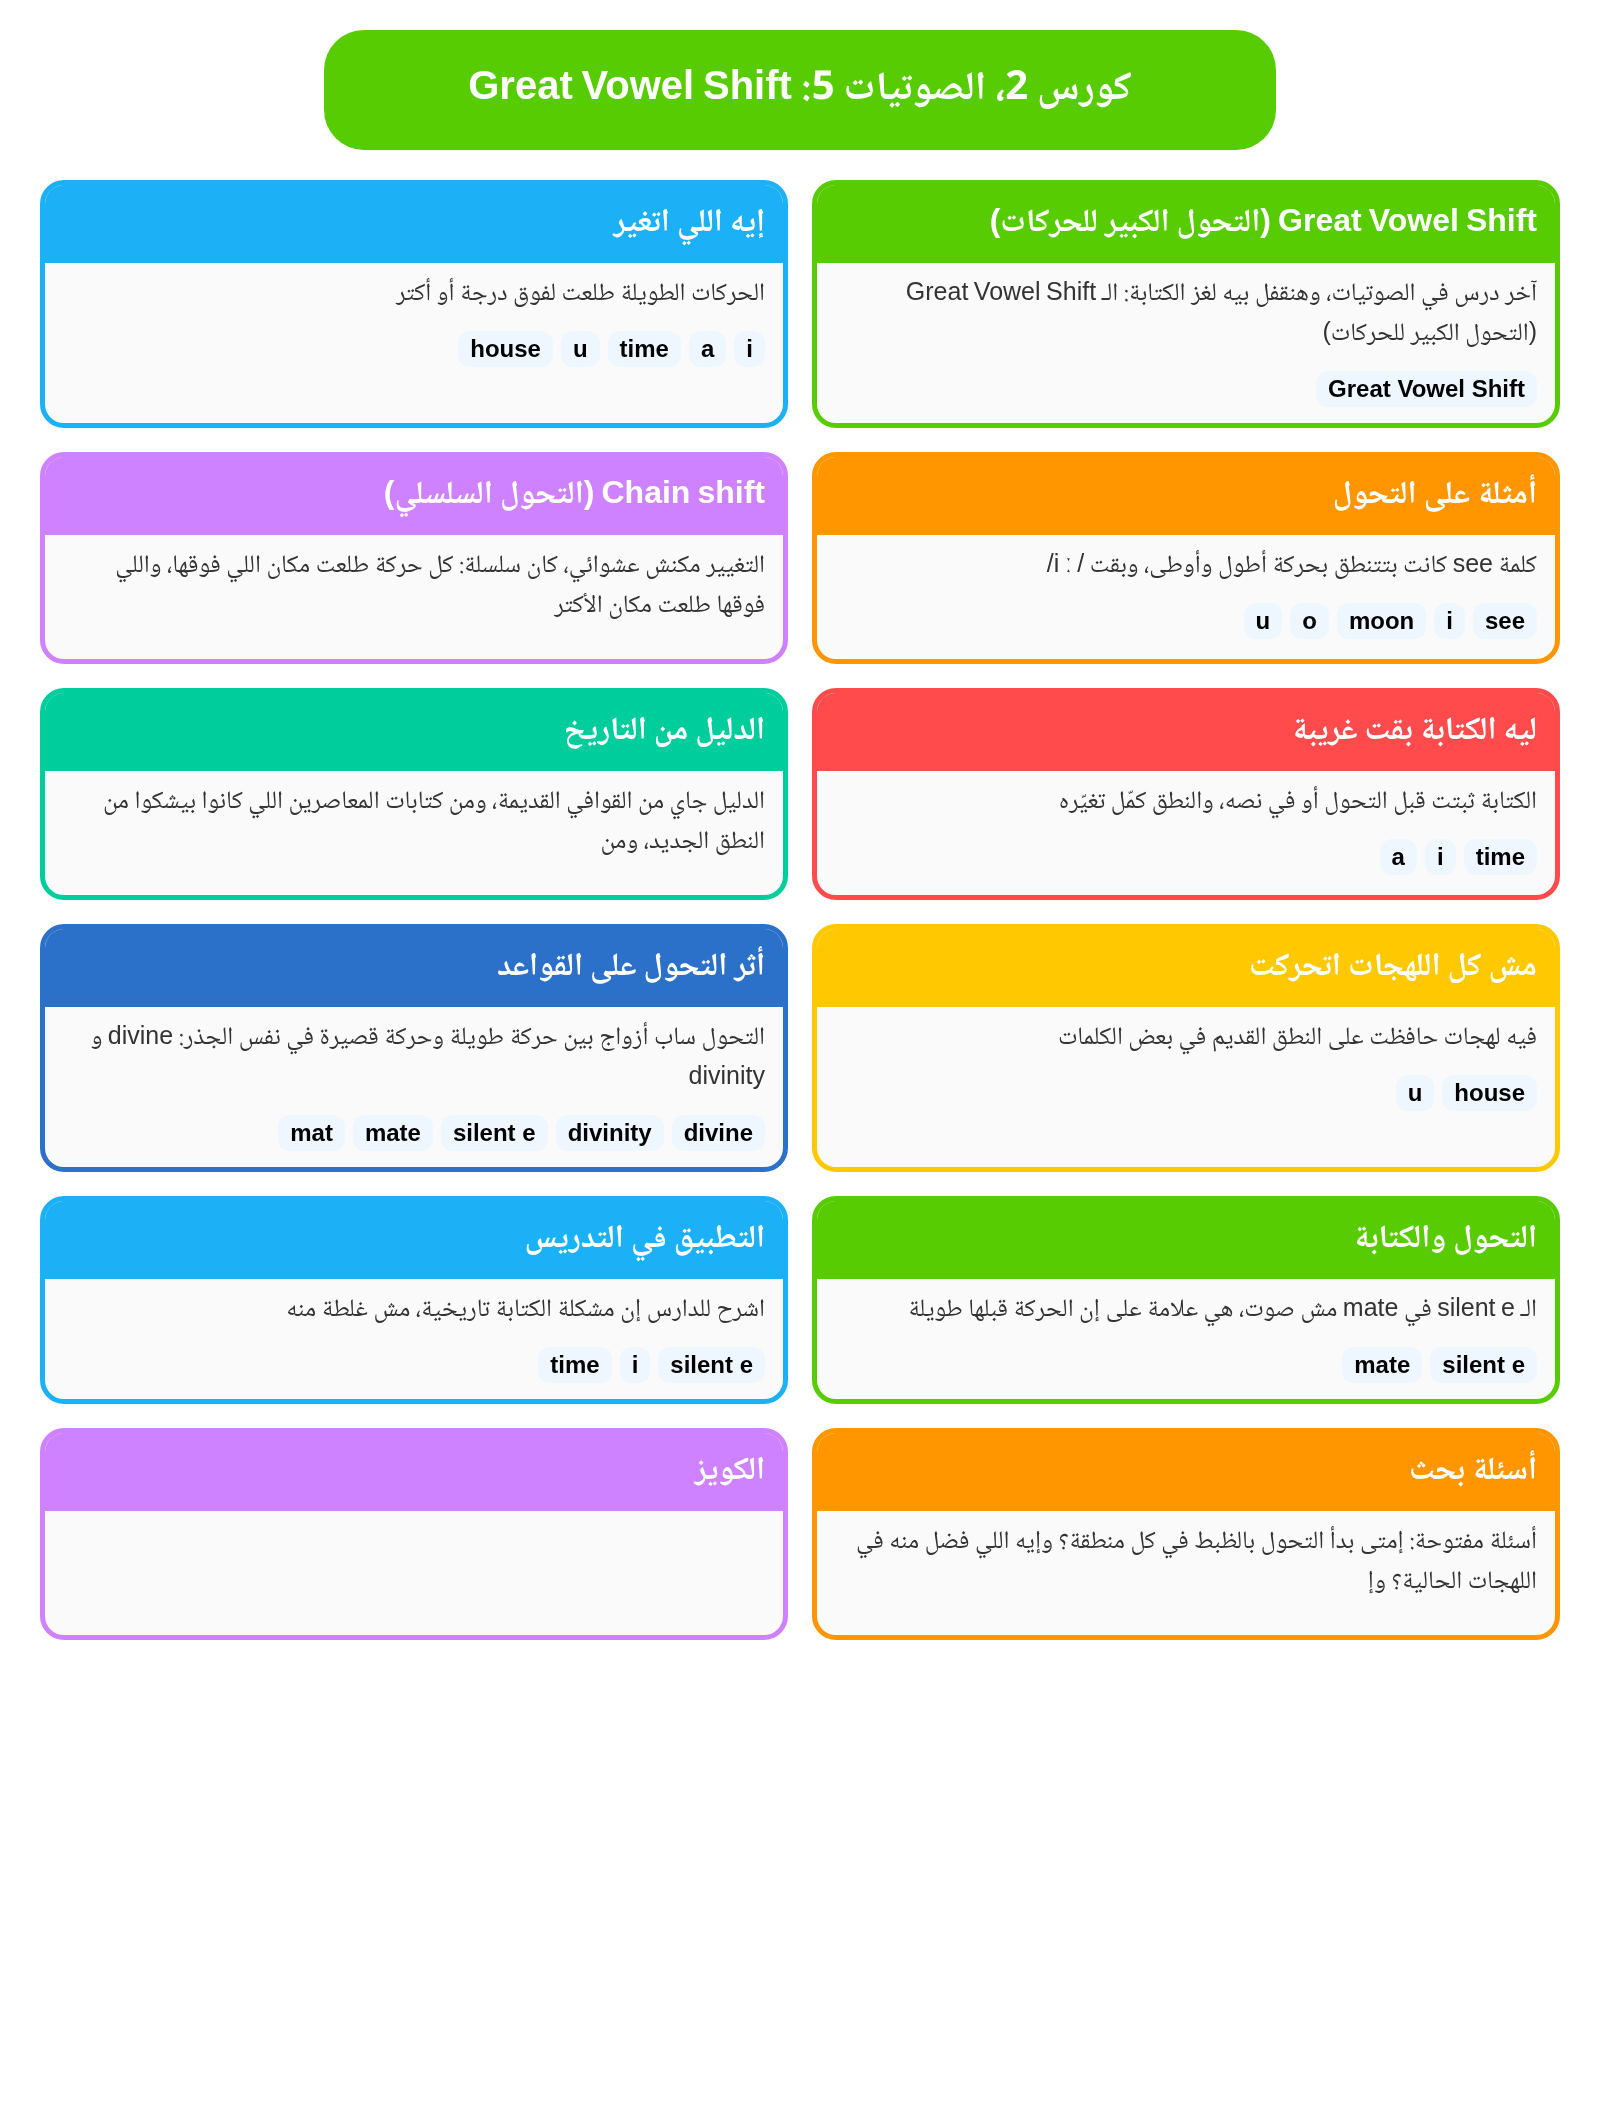 كورس 2، الصوتيات 5: Great Vowel Shift
Great Vowel Shift (التحول الكبير للحركات)
آخر درس في الصوتيات، وهنقفل بيه لغز الكتابة: الـ Great Vowel Shift
(التحول الكبير للحركات)
Great Vowel Shift
إيه اللي اتغير
الحركات الطويلة طلعت لفوق درجة أو أكتر
i a time u house
أمثلة على التحول
كلمة see كانت بتتنطق بحركة أطول وأوطى، وبقت /iː/
see i moon o u
Chain shift (التحول السلسلي)
التغيير مكنش عشوائي، كان سلسلة: كل حركة طلعت مكان اللي فوقها، واللي
فوقها طلعت مكان الأكتر
ليه الكتابة بقت غريبة
الكتابة ثبتت قبل التحول أو في نصه، والنطق كمّل تغيّره
time i a
الدليل من التاريخ
الدليل جاي من القوافي القديمة، ومن كتابات المعاصرين اللي كانوا بيشكوا من
النطق الجديد، ومن
مش كل اللهجات اتحركت
فيه لهجات حافظت على النطق القديم في بعض الكلمات
house u
أثر التحول على القواعد
التحول ساب أزواج بين حركة طويلة وحركة قصيرة في نفس الجذر: divine و
divinity
divine divinity silent e mate mat
التحول والكتابة
الـ silent e في mate مش صوت، هي علامة على إن الحركة قبلها طويلة
silent e mate
التطبيق في التدريس
اشرح للدارس إن مشكلة الكتابة تاريخية، مش غلطة منه
silent e i time
أسئلة بحث
أسئلة مفتوحة: إمتى بدأ التحول بالظبط في كل منطقة؟ وإيه اللي فضل منه في
اللهجات الحالية؟ وإ
الكويز